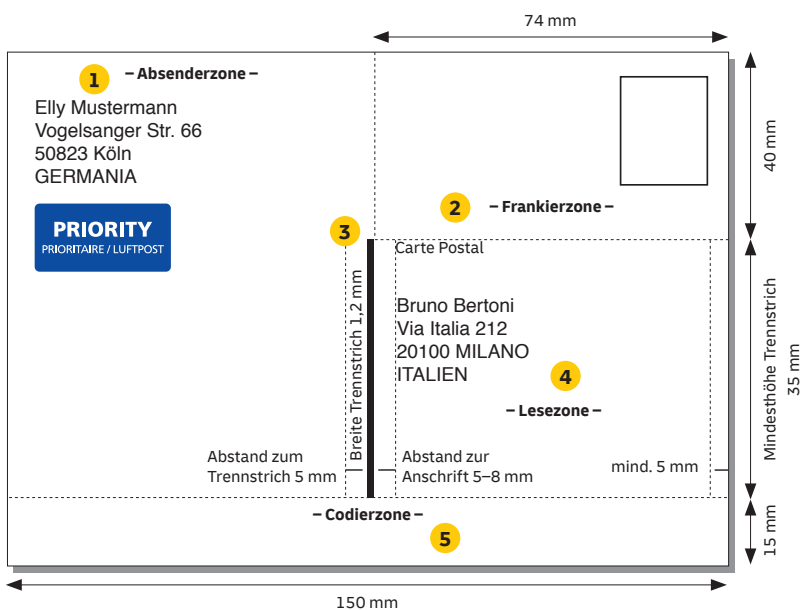 74 mm
1
– Absenderzone –
Elly Mustermann
Vogelsanger Str. 66
50823 Köln
GERMANIA
PRIORITY
PRIORITAIRE / LUFTPOST
40 mm
2
– Frankierzone –
3
Carte Postal
Breite Trennstrich 1,2 mm
Bruno Bertoni
Via Italia 212
20100 MILANO
ITALIEN
4
– Lesezone –
Mindesthöhe Trennstrich
35 mm
Abstand zum
Trennstrich 5 mm
Abstand zur
Anschrift 5–8 mm
mind. 5 mm
– Codierzone –
5
15 mm
150 mm